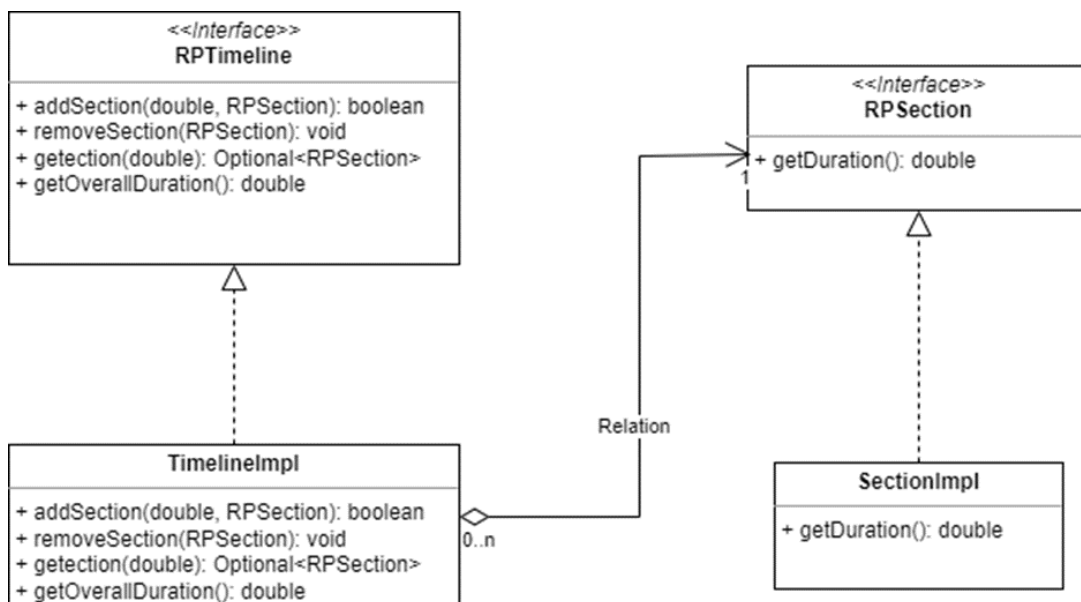 <<Interface>>
RPTimeline
+ addSection(double, RPSection): boolean
+ removeSection(RPSection): void
+ getection(double): Optional<RPSection>
+ getOverallDuration(): double
<<Interface>>
RPSection
+ getDuration(): double
1
Relation
TimelineImpl
+ addSection(double, RPSection): boolean
+ removeSection(RPSection): void
+ getection(double): Optional<RPSection>
+ getOverallDuration(): double
0..n
SectionImpl
+ getDuration(): double